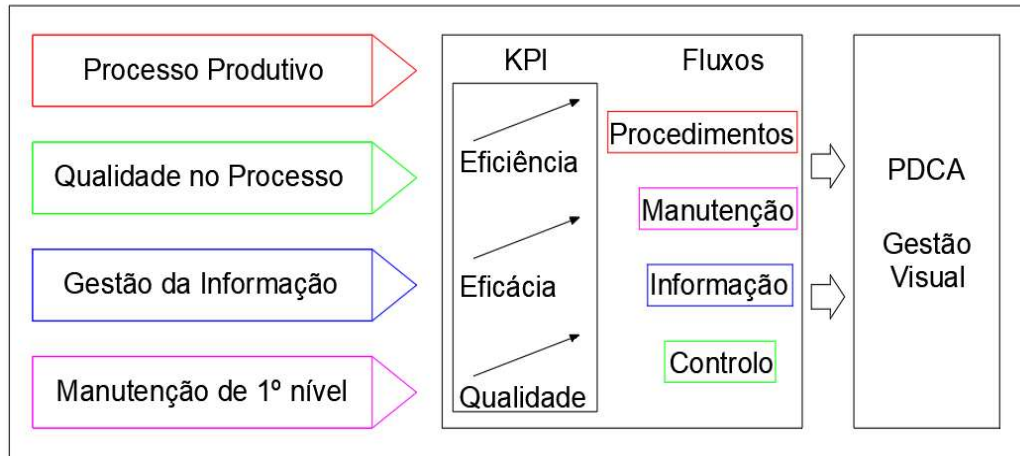 Processo Produtivo
Qualidade no Processo
Gestão da Informação
Manutenção de 1º nível
KPI
Eficiência
Eficácia
Qualidade
Fluxos
Procedimentos
Manutenção
Informação
Controlo
PDCA
Gestão
Visual